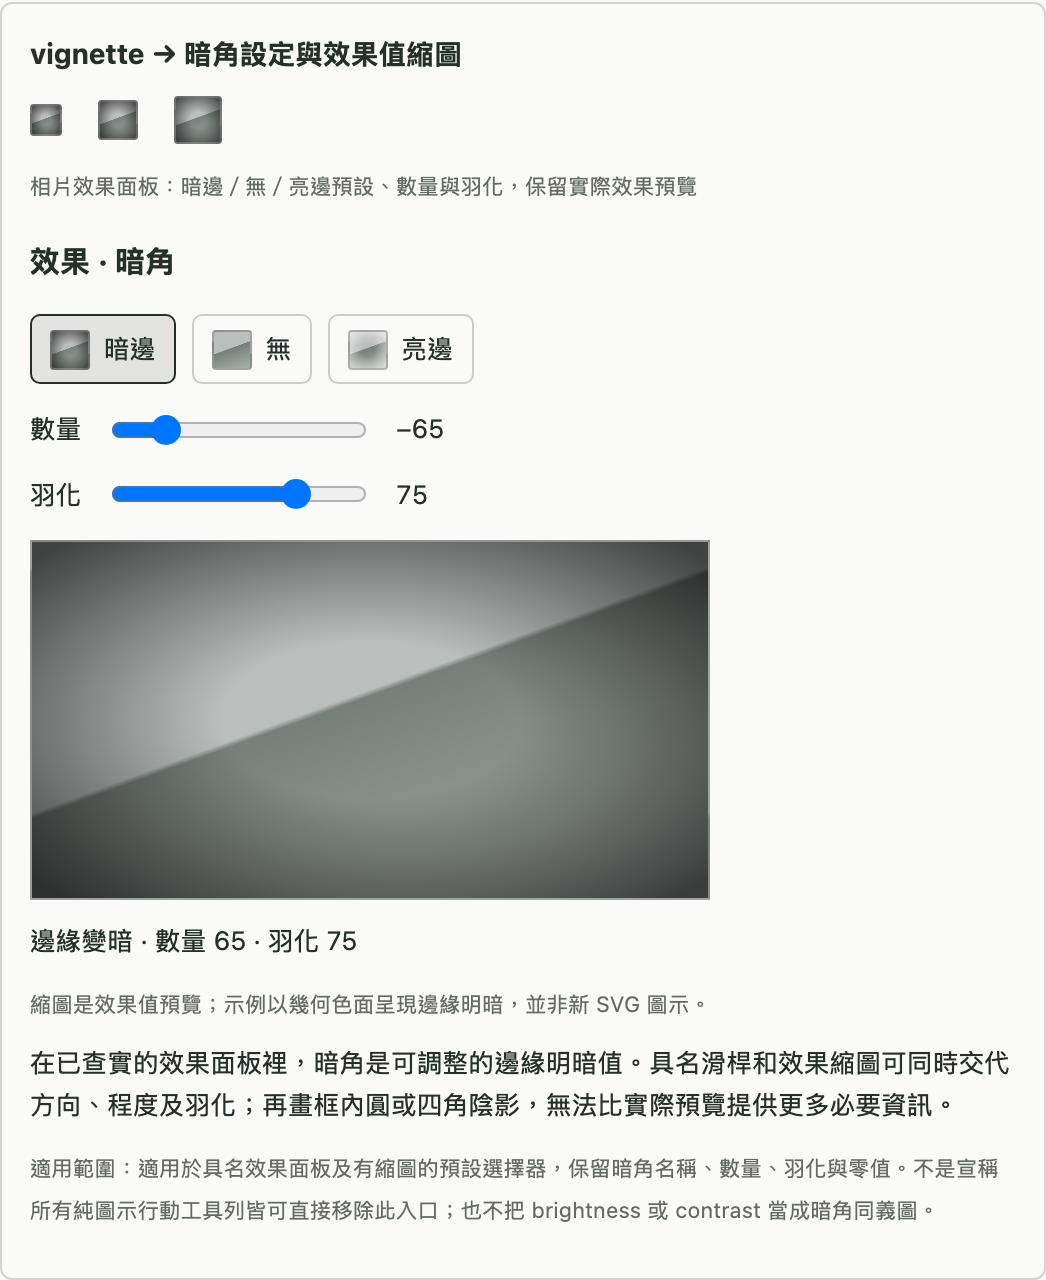 vignette → 暗角設定與效果值縮圖
相片效果面板：暗邊 / 無 / 亮邊預設、數量與羽化，保留實際效果預覽
效果 · 暗角
暗邊 無 亮邊
數量 −65
羽化 75
邊緣變暗 · 數量 65 · 羽化 75
縮圖是效果值預覽；示例以幾何色面呈現邊緣明暗，並非新 SVG 圖示。
在已查實的效果面板裡，暗角是可調整的邊緣明暗值。具名滑桿和效果縮圖可同時交代
方向、程度及羽化；再畫框內圓或四角陰影，無法比實際預覽提供更多必要資訊。
適用範圍：適用於具名效果面板及有縮圖的預設選擇器，保留暗角名稱、數量、羽化與零值。不是宣稱
所有純圖示行動工具列皆可直接移除此入口；也不把 brightness 或 contrast 當成暗角同義圖。